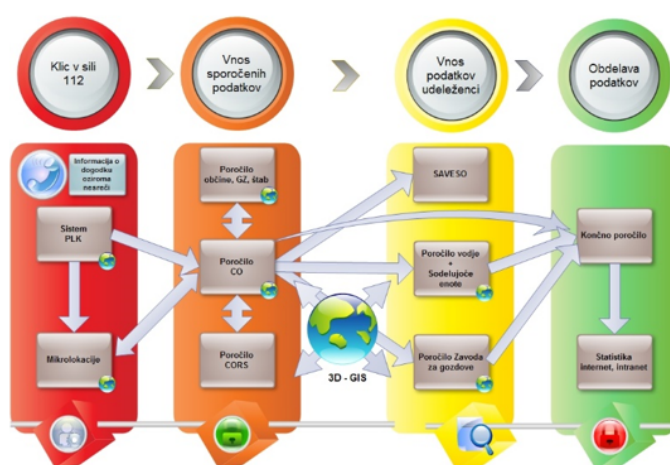 Klic v sili
112
Vnos
sporočenih
podatkov
Vnos
podatkov
udeleženci
Obdelava
podatkov
Informacija o
dogodku
oziroma
nesreči
Sistem
PLK
Mikrolokacije
Poročilo
občine, GZ, štab
Poročilo
CO
Poročilo
CORS
3D - GIS
SAVESO
Poročilo vodje
+
Sodelujoče
enote
Poročilo Zavoda
za gozdove
Končno poročilo
Statistika
internet, intranet